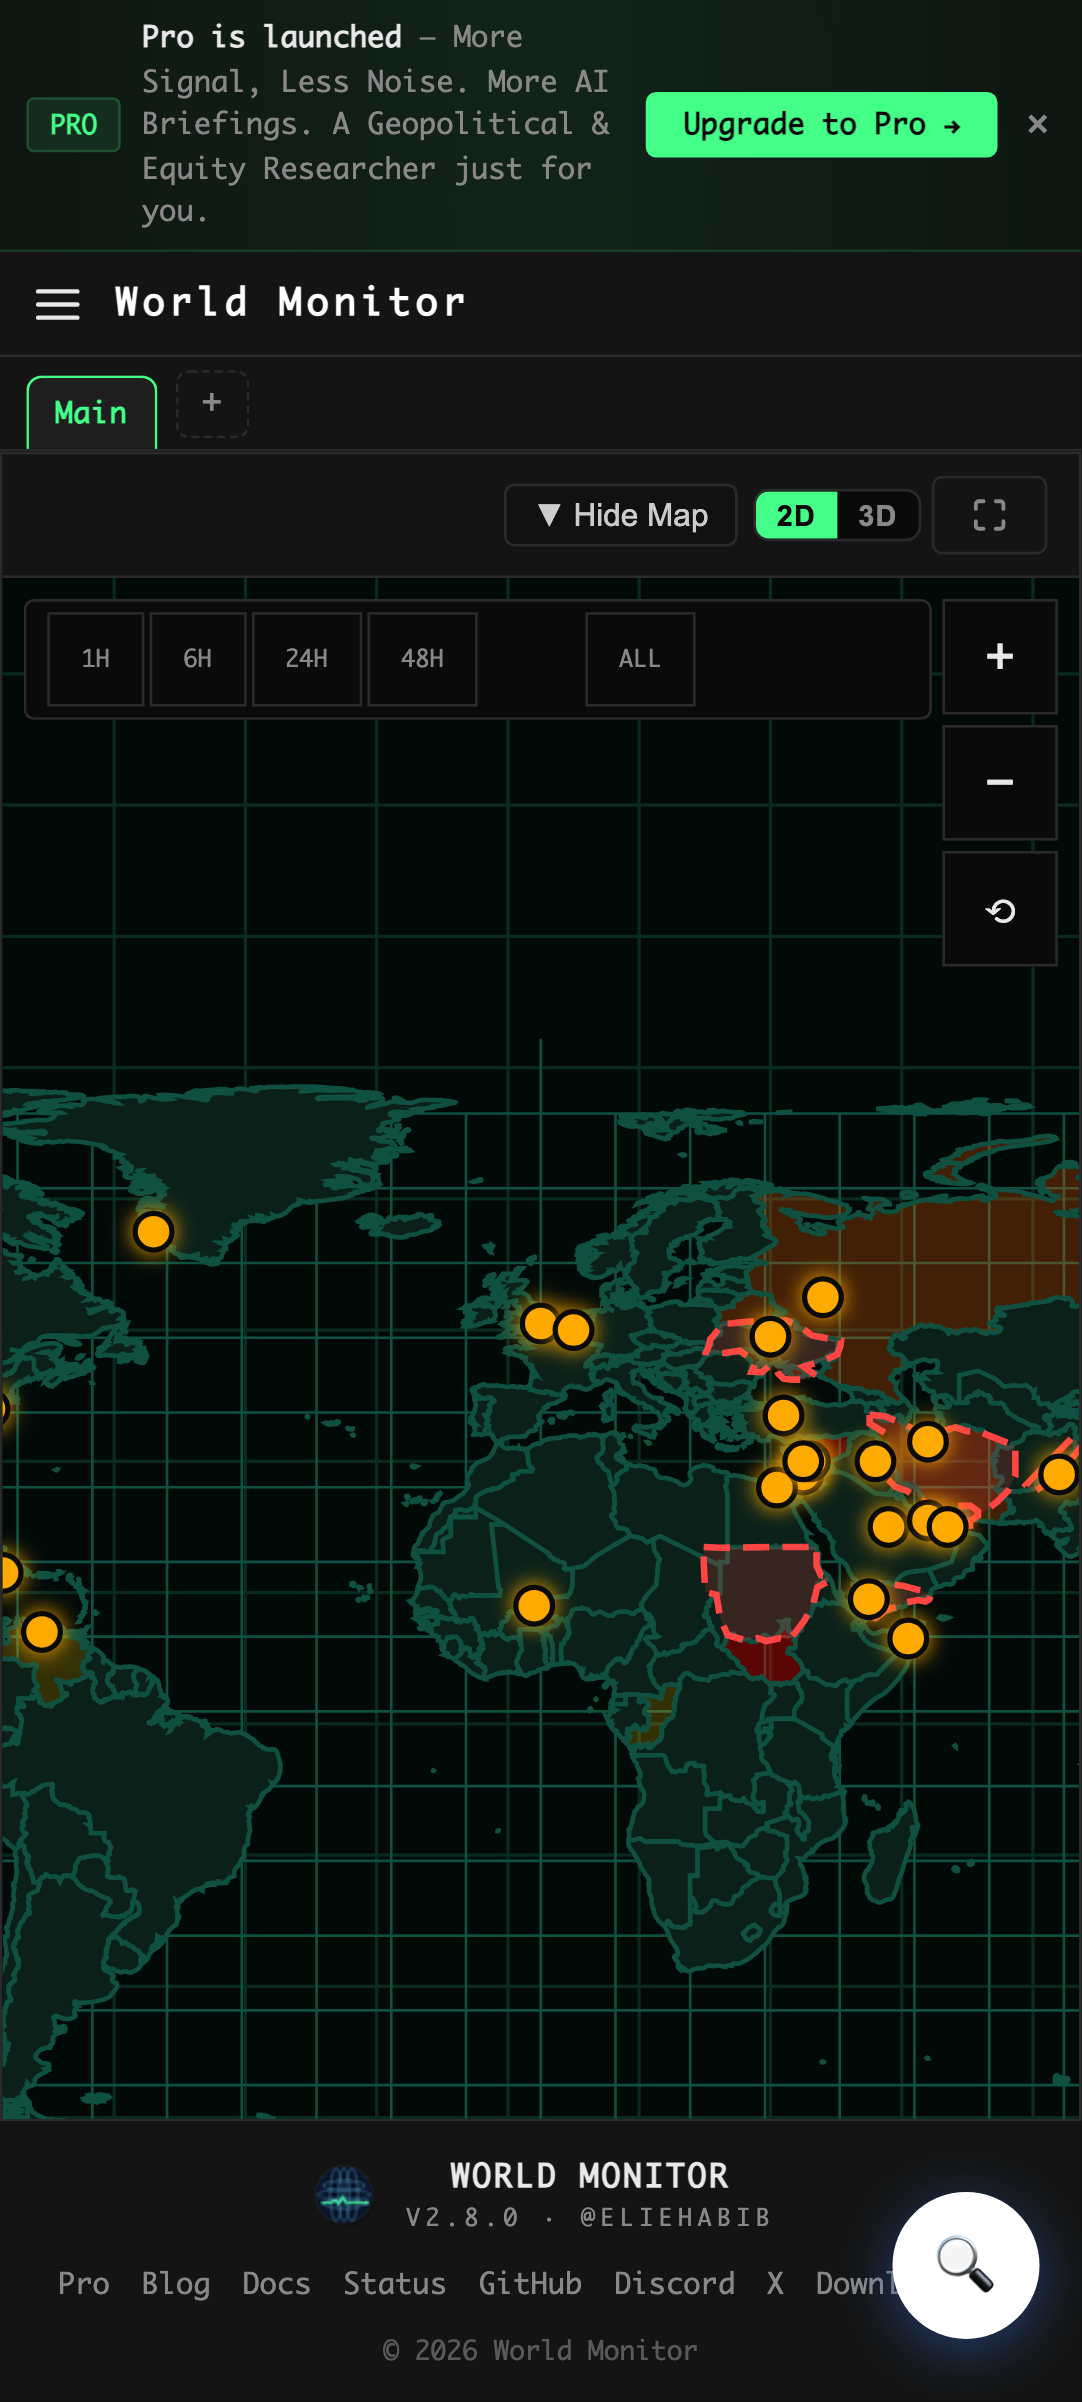 Pro is launched — More
Signal, Less Noise. More AI
Briefings. A Geopolitical &
Equity Researcher just for
you.
PRO
Upgrade to Pro →
×
World Monitor
Main
+
▼ Hide Map
2D
3D
1H
6H
24H
48H
ALL
+
−
⟲
WORLD MONITOR
V2.8.0 · @ELIEHABIB
Pro Blog Docs Status GitHub Discord X
© 2026 World Monitor